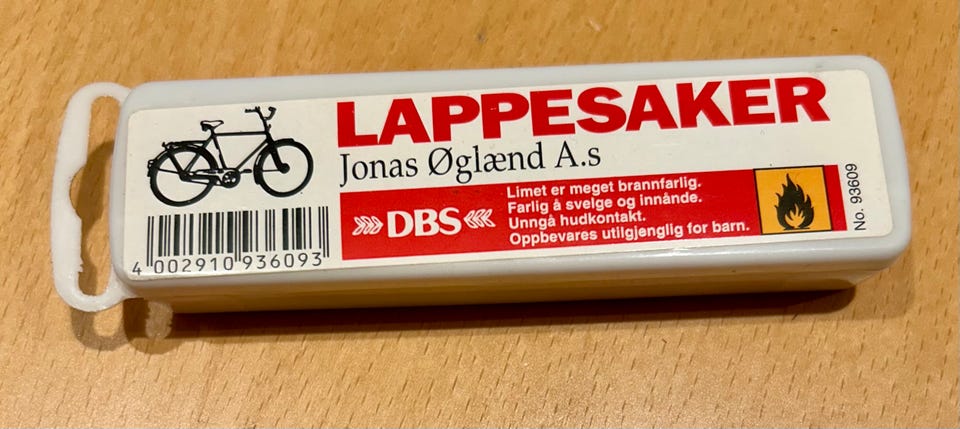 LAPPESAKER
Jonas Øglænd A.s
DBS
Limet er meget brannfarlig.
Farlig å svelge og innånde.
Unngå hudkontakt.
Oppbevares utilgjenglig for barn.
No. 93609
4 002910 936093